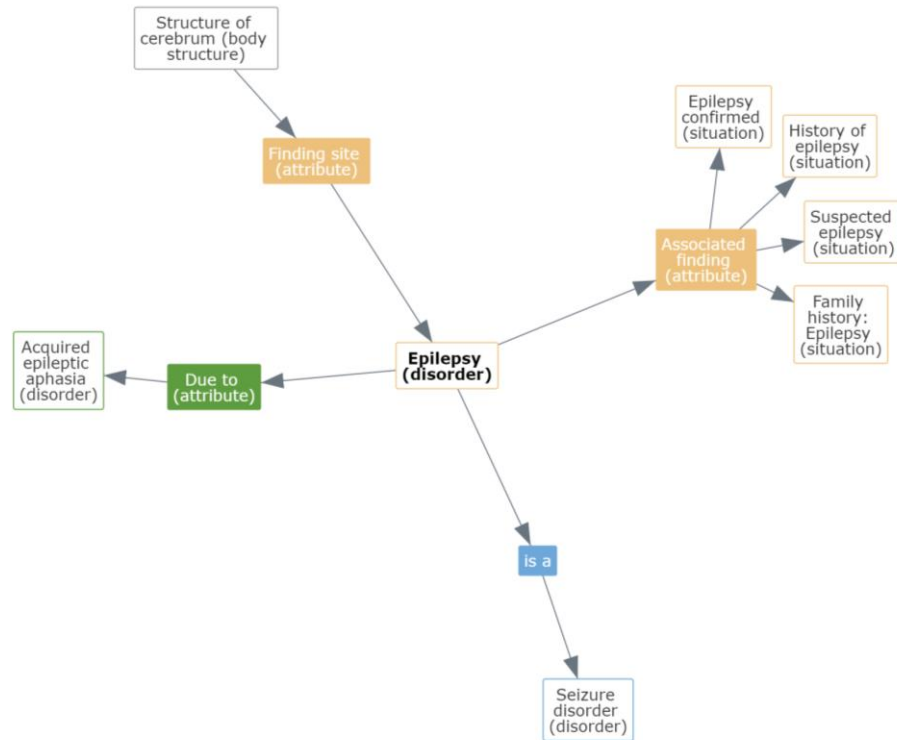 Structure of
cerebrum (body
structure)
Finding site
(attribute)
Epilepsy
confirmed
(situation)
History of
epilepsy
(situation)
Suspected
epilepsy
(situation)
Associated
finding
(attribute)
Family
history:
Epilepsy
(situation)
Acquired
epileptic
aphasia
(disorder)
Due to
(attribute)
Epilepsy
(disorder)
is a
Seizure
disorder
(disorder)